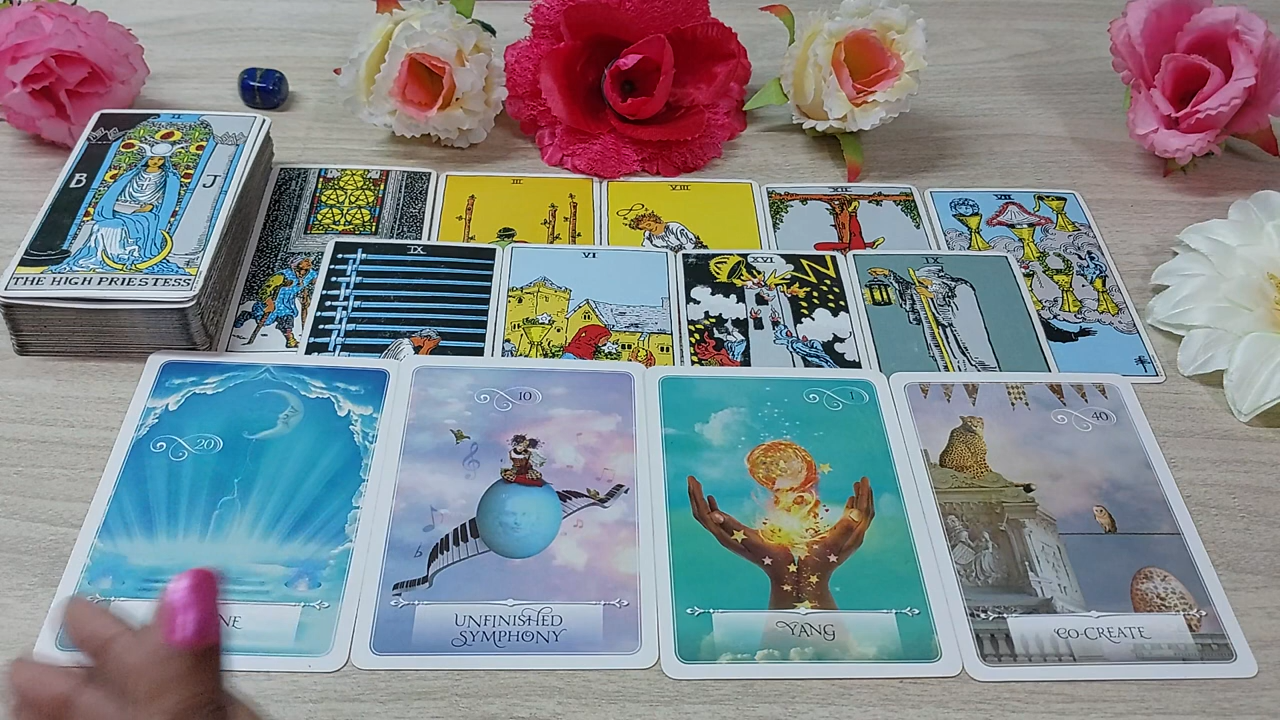 II
B
J
THE HIGH PRIESTESS
III
VIII
XII
VII
IX
VI
XVI
IX
20
10
UNFINISHED
SYMPHONY
1
YANG
40
CO-CREATE